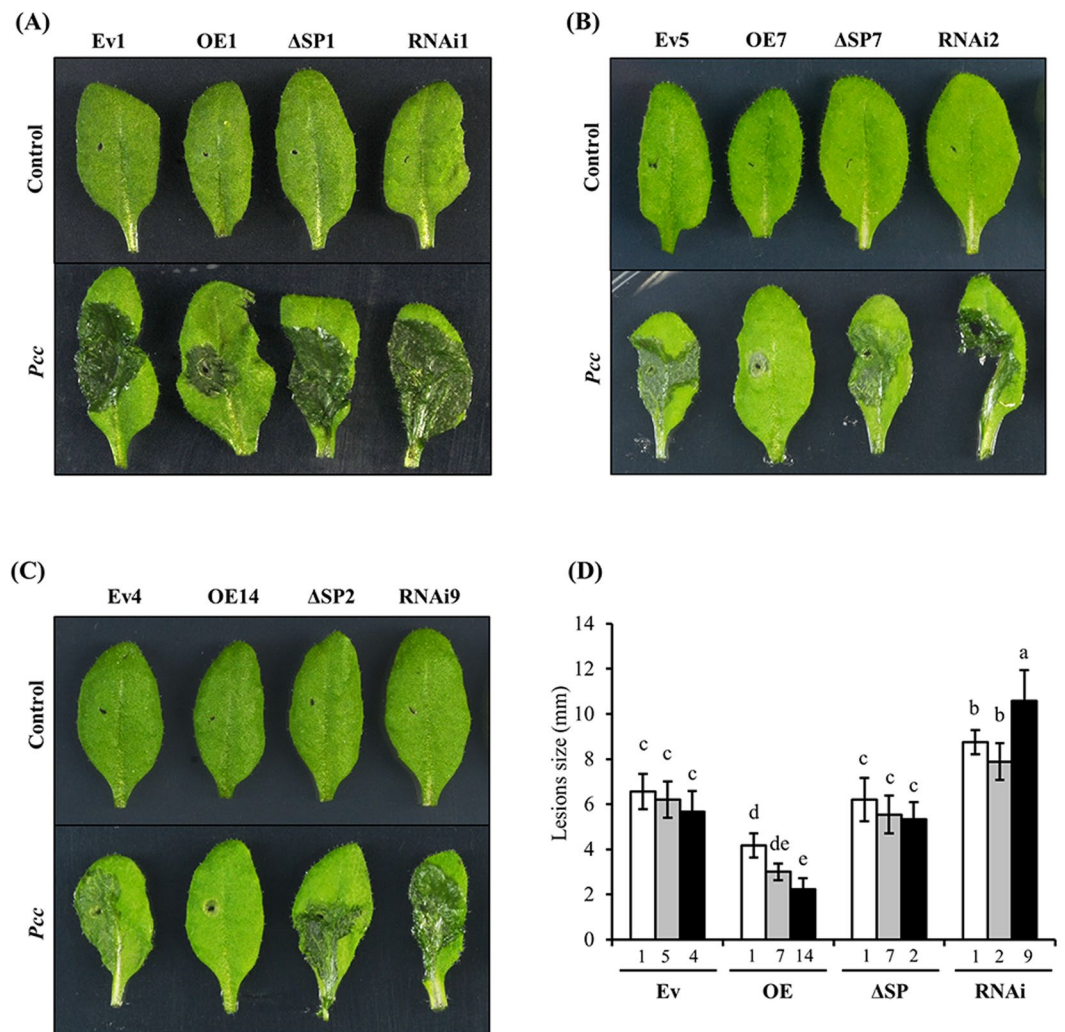 (A)
Ev1 OE1 ΔSP1 RNAi1
Control
Pcc
(B)
Ev5 OE7 ΔSP7 RNAi2
Control
Pcc
(C)
Ev4 OE14 ΔSP2 RNAi9
Control
Pcc
(D)
Lesions size (mm)
14
12
10
8
6
4
2
0
c c c d de e c c c b b a
1 5 4 1 7 14 1 7 2 1 2 9
Ev OE ΔSP RNAi